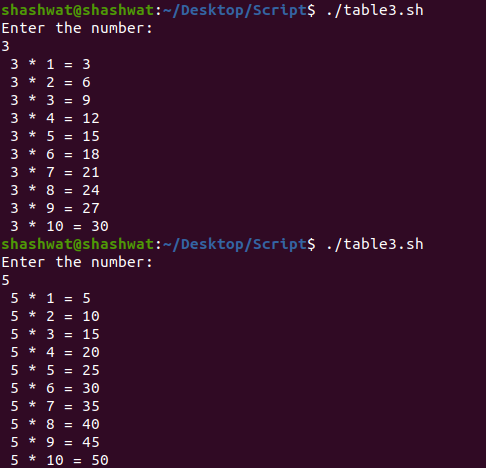 shashwat@shashwat:~/Desktop/Script$ ./table3.sh
Enter the number:
3
 3 * 1 = 3
 3 * 2 = 6
 3 * 3 = 9
 3 * 4 = 12
 3 * 5 = 15
 3 * 6 = 18
 3 * 7 = 21
 3 * 8 = 24
 3 * 9 = 27
 3 * 10 = 30
shashwat@shashwat:~/Desktop/Script$ ./table3.sh
Enter the number:
5
 5 * 1 = 5
 5 * 2 = 10
 5 * 3 = 15
 5 * 4 = 20
 5 * 5 = 25
 5 * 6 = 30
 5 * 7 = 35
 5 * 8 = 40
 5 * 9 = 45
 5 * 10 = 50